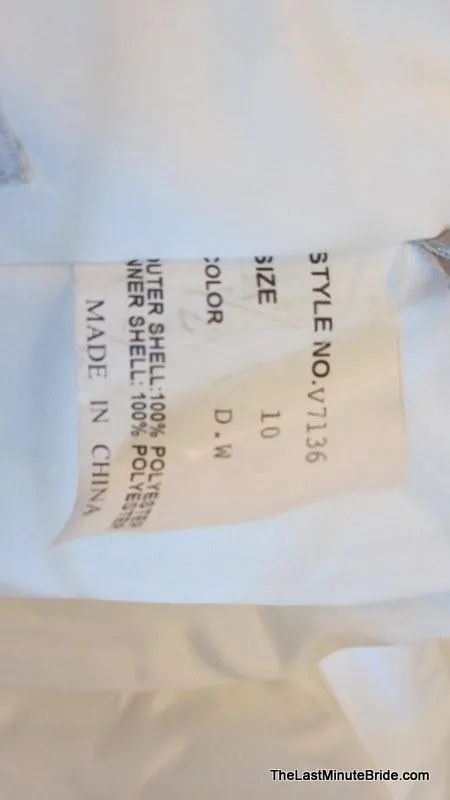 STYLE NO.V7136
SIZE 10
COLOR D.W
OUTER SHELL:100% POLYESTER
INNER SHELL: 100% POLYESTER
MADE IN CHINA
TheLastMinuteBride.com